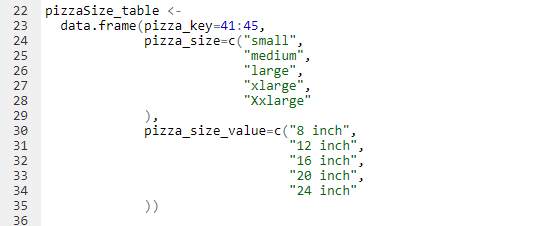 22 pizzaSize_table <-
23   data.frame(pizza_key=41:45,
24              pizza_size=c("small",
25                           "medium",
26                           "large",
27                           "xlarge",
28                           "Xxlarge"
29              ),
30              pizza_size_value=c("8 inch",
31                                 "12 inch",
32                                 "16 inch",
33                                 "20 inch",
34                                 "24 inch"
35              ))
36